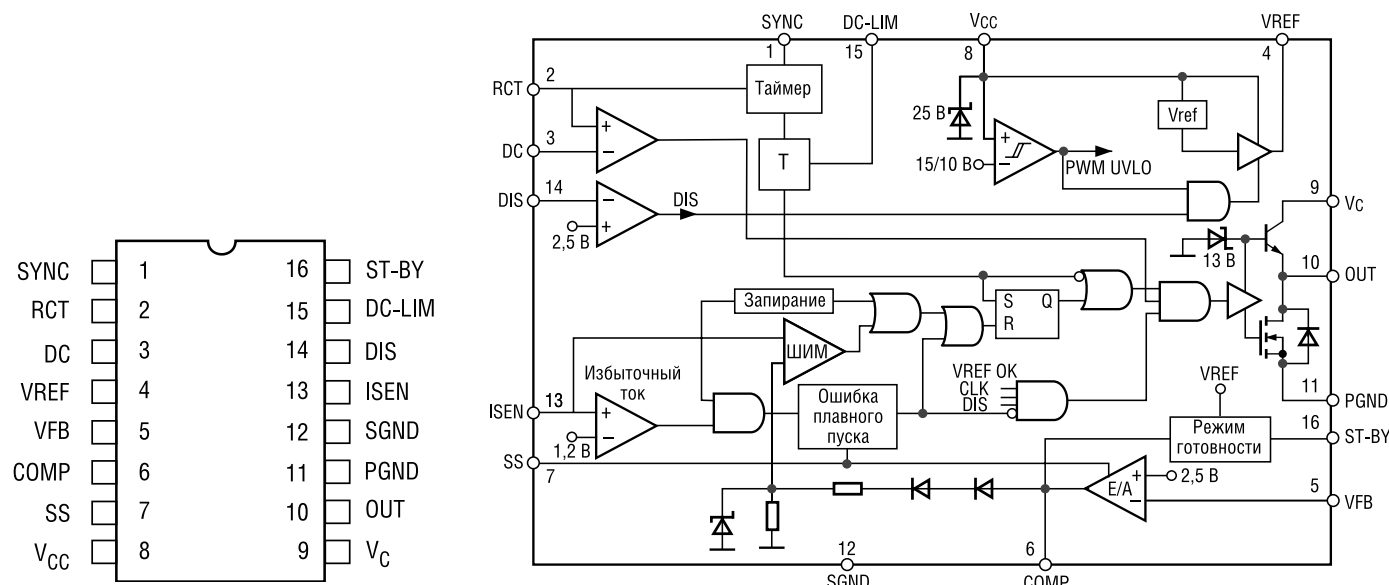 SYNC
RCT
DC
VREF
VFB
COMP
SS
VCC
1
2
3
4
5
6
7
8
16
15
14
13
12
11
10
9
ST-BY
DC-LIM
DIS
ISEN
SGND
PGND
OUT
VC
SYNC
DC-LIM
VCC
VREF
1
15
8
4
RCT
2
Таймер
25 В
Vref
+
−
3
DC
T
+
−
15/10 В
PWM UVLO
14
DIS
−
+
DIS
2,5 В
9
VC
13 В
10
OUT
Запирание
S
Q
R
ШИМ
Избыточный
ток
VREF OK
CLK
DIS
VREF
11
PGND
13
ISEN
+
−
1,2 В
Ошибка
плавного
пуска
Режим
готовности
16
ST-BY
SS
7
E/A
+
−
2,5 В
5
VFB
12
6
SGND
COMP